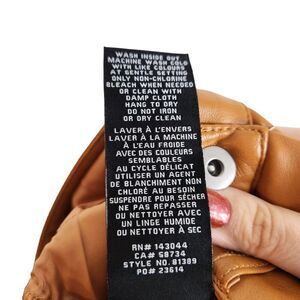 WASH INSIDE OUT
MACHINE WASH COLD
WITH LIKE COLOURS
AT GENTLE SETTING
ONLY NON-CHLORINE
BLEACH WHEN NEEDED
OR CLEAN WITH
DAMP CLOTH
HANG TO DRY
DO NOT IRON
OR DRY CLEAN
LAVER À L'ENVERS
LAVER À LA MACHINE
À L'EAU FROIDE
AVEC DES COULEURS
SEMBLABLES
AU CYCLE DÉLICAT
UTILISER UN AGENT
DE BLANCHIMENT NON
CHLORÉ AU BESOIN
SUSPENDRE POUR SÉCHER
NE PAS REPASSER
OU NETTOYER AVEC
UN LINGE HUMIDE
OU NETTOYER À SEC
RN# 143044
CA# 58734
STYLE NO. 81389
PO# 23614